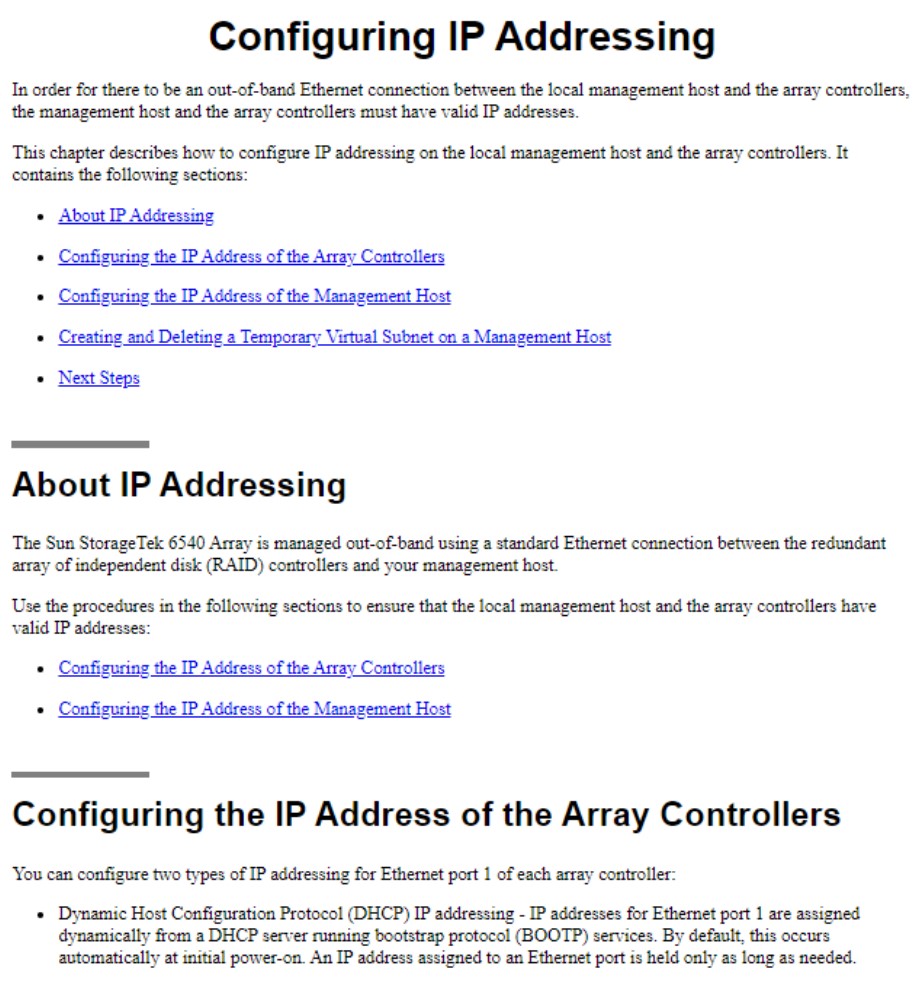 Configuring IP Addressing
In order for there to be an out-of-band Ethernet connection between the local management host and the array controllers,
the management host and the array controllers must have valid IP addresses.
This chapter describes how to configure IP addressing on the local management host and the array controllers. It
contains the following sections:
• About IP Addressing
• Configuring the IP Address of the Array Controllers
• Configuring the IP Address of the Management Host
• Creating and Deleting a Temporary Virtual Subnet on a Management Host
• Next Steps
About IP Addressing
The Sun StorageTek 6540 Array is managed out-of-band using a standard Ethernet connection between the redundant
array of independent disk (RAID) controllers and your management host.
Use the procedures in the following sections to ensure that the local management host and the array controllers have
valid IP addresses:
• Configuring the IP Address of the Array Controllers
• Configuring the IP Address of the Management Host
Configuring the IP Address of the Array Controllers
You can configure two types of IP addressing for Ethernet port 1 of each array controller:
• Dynamic Host Configuration Protocol (DHCP) IP addressing - IP addresses for Ethernet port 1 are assigned
dynamically from a DHCP server running bootstrap protocol (BOOTP) services. By default, this occurs
automatically at initial power-on. An IP address assigned to an Ethernet port is held only as long as needed.